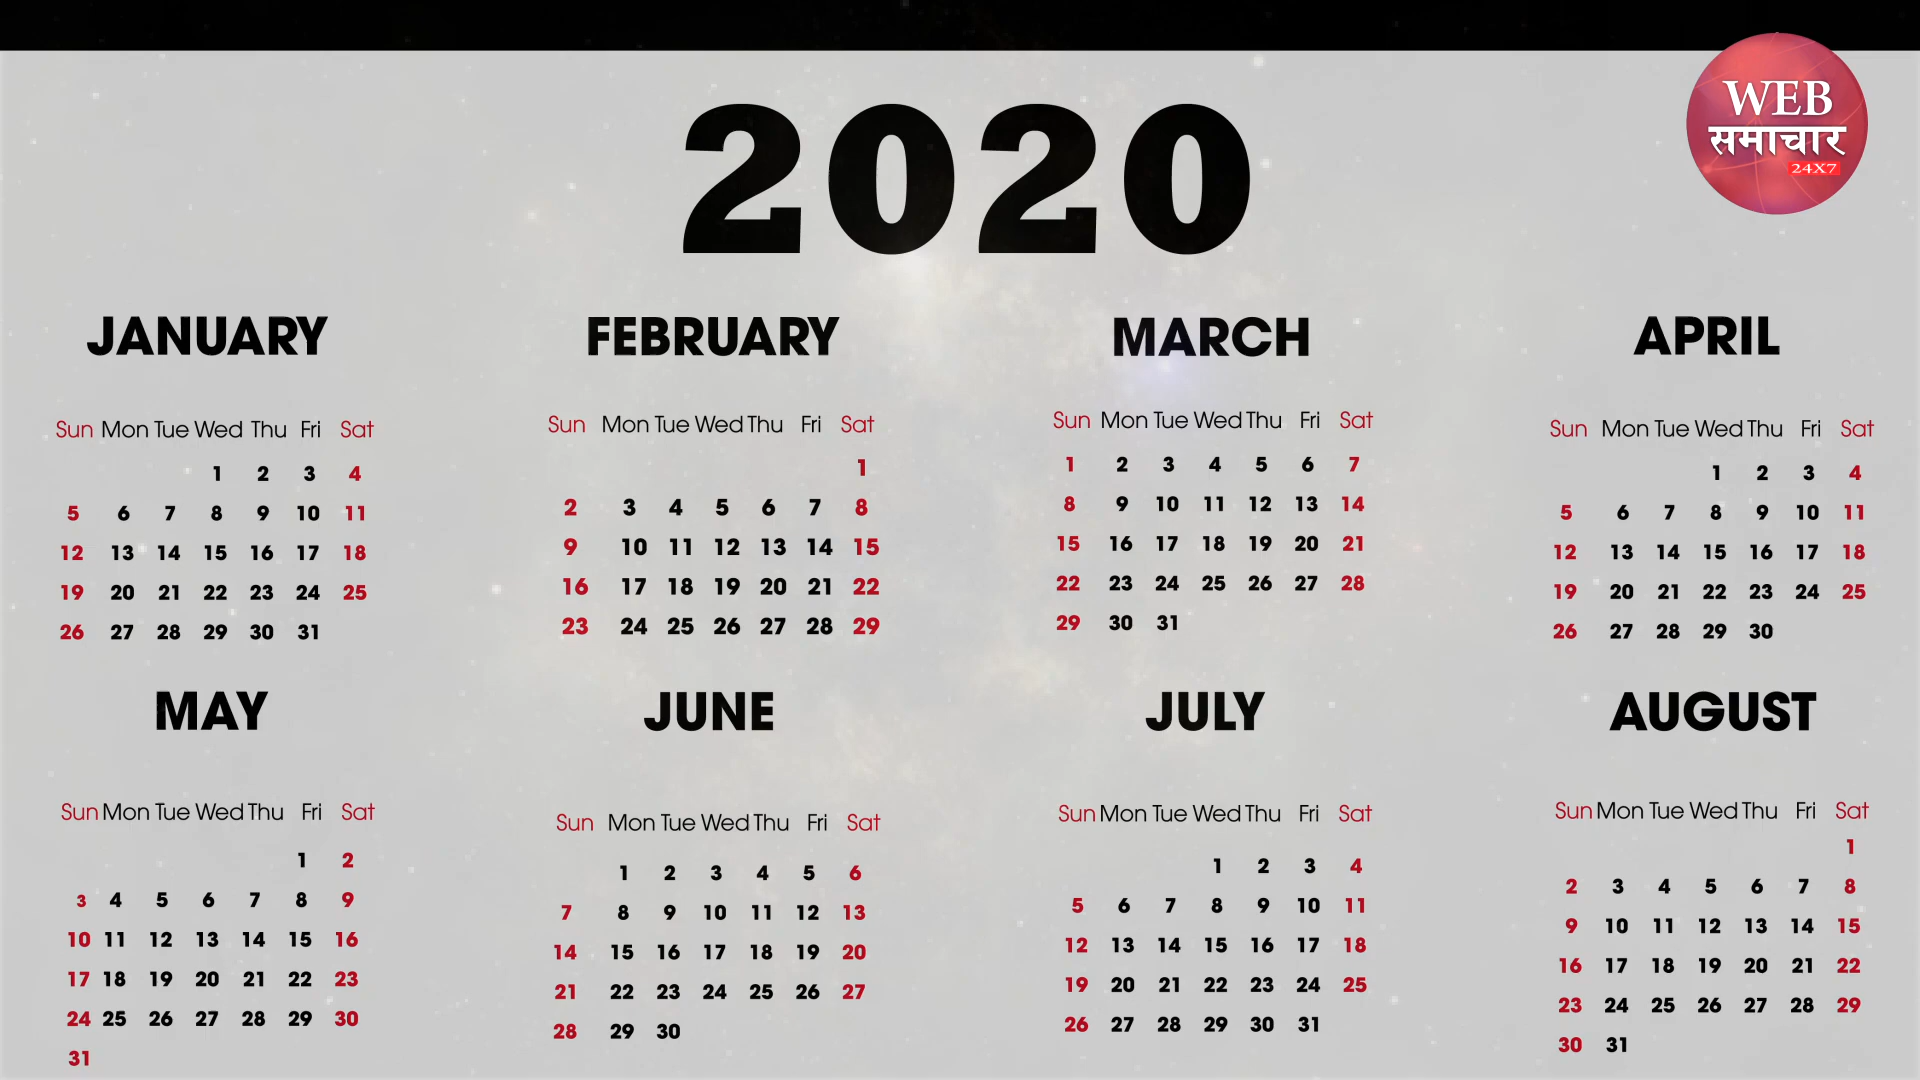 WEB
समाचार
24X7
2020
JANUARY
Sun Mon Tue Wed Thu Fri Sat
1 2 3 4
5 6 7 8 9 10 11
12 13 14 15 16 17 18
19 20 21 22 23 24 25
26 27 28 29 30 31
FEBRUARY
Sun Mon Tue Wed Thu Fri Sat
1
2 3 4 5 6 7 8
9 10 11 12 13 14 15
16 17 18 19 20 21 22
23 24 25 26 27 28 29
MARCH
Sun Mon Tue Wed Thu Fri Sat
1 2 3 4 5 6 7
8 9 10 11 12 13 14
15 16 17 18 19 20 21
22 23 24 25 26 27 28
29 30 31
APRIL
Sun Mon Tue Wed Thu Fri Sat
1 2 3 4
5 6 7 8 9 10 11
12 13 14 15 16 17 18
19 20 21 22 23 24 25
26 27 28 29 30
MAY
Sun Mon Tue Wed Thu Fri Sat
1 2
3 4 5 6 7 8 9
10 11 12 13 14 15 16
17 18 19 20 21 22 23
24 25 26 27 28 29 30
31
JUNE
Sun Mon Tue Wed Thu Fri Sat
1 2 3 4 5 6
7 8 9 10 11 12 13
14 15 16 17 18 19 20
21 22 23 24 25 26 27
28 29 30
JULY
Sun Mon Tue Wed Thu Fri Sat
1 2 3 4
5 6 7 8 9 10 11
12 13 14 15 16 17 18
19 20 21 22 23 24 25
26 27 28 29 30 31
AUGUST
Sun Mon Tue Wed Thu Fri Sat
1
2 3 4 5 6 7 8
9 10 11 12 13 14 15
16 17 18 19 20 21 22
23 24 25 26 27 28 29
30 31